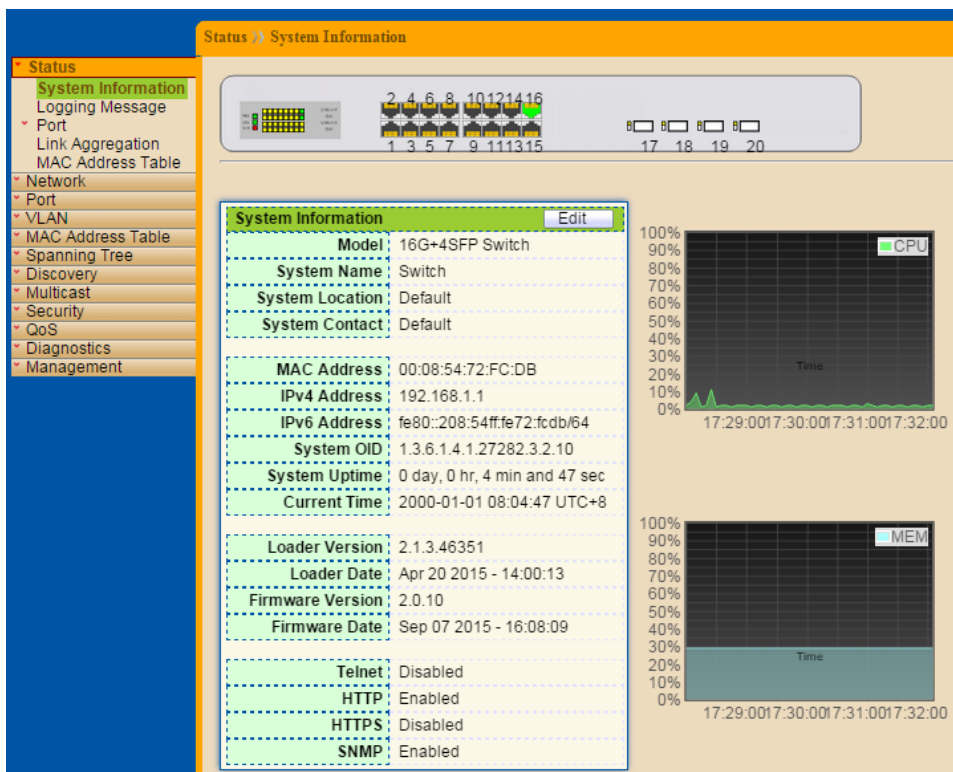 Status » System Information
Status
System Information
Logging Message
Port
Link Aggregation
MAC Address Table
Network
Port
VLAN
MAC Address Table
Spanning Tree
Discovery
Multicast
Security
QoS
Diagnostics
Management
2 4 6 8 10 12 14 16
1 3 5 7 9 11 13 15
17 18 19 20
System Information Edit
Model 16G+4SFP Switch
System Name Switch
System Location Default
System Contact Default
MAC Address 00:08:54:72:FC:DB
IPv4 Address 192.168.1.1
IPv6 Address fe80::208:54ff:fe72:fcdb/64
System OID 1.3.6.1.4.1.27282.3.2.10
System Uptime 0 day, 0 hr, 4 min and 47 sec
Current Time 2000-01-01 08:04:47 UTC+8
Loader Version 2.1.3.46351
Loader Date Apr 20 2015 - 14:00:13
Firmware Version 2.0.10
Firmware Date Sep 07 2015 - 16:08:09
Telnet Disabled
HTTP Enabled
HTTPS Disabled
SNMP Enabled
100%
90%
80%
70%
60%
50%
40%
30%
20%
10%
0%
CPU
Time
17:29:00 17:30:00 17:31:00 17:32:00
100%
90%
80%
70%
60%
50%
40%
30%
20%
10%
0%
MEM
Time
17:29:00 17:30:00 17:31:00 17:32:00